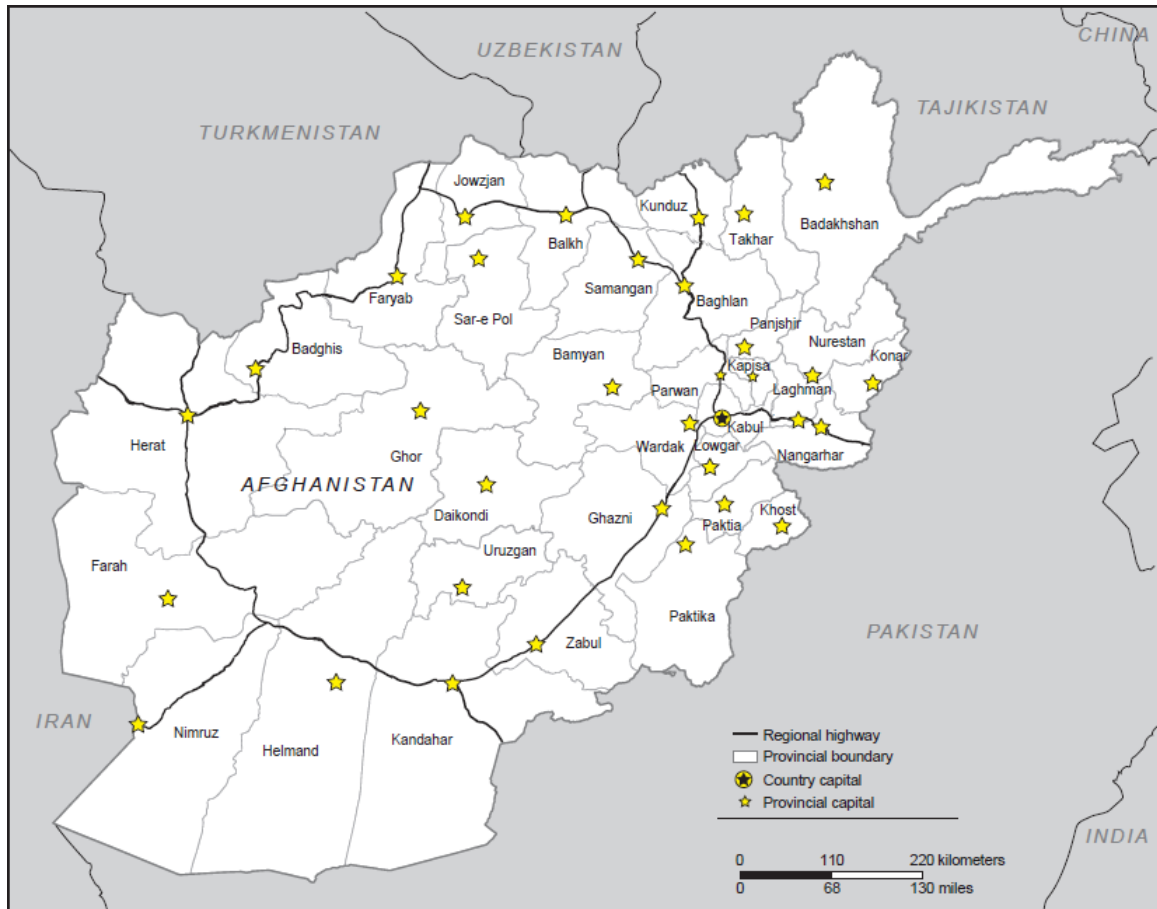 CHINA
UZBEKISTAN
TAJIKISTAN
TURKMENISTAN
Jowzjan
Kunduz
Badakhshan
Balkh
Takhar
Samangan
Faryab
Baghlan
Sar-e Pol
Panjshir
Nurestan
Badghis
Bamyan
Konar
Kapisa
Parwan
Laghman
Kabul
Herat
Wardak
Lowgar
Ghor
Nangarhar
AFGHANISTAN
Daikondi
Ghazni
Khost
Paktia
Uruzgan
Farah
Paktika
Zabul
PAKISTAN
IRAN
Nimruz
Kandahar
Helmand
Regional highway
Provincial boundary
Country capital
Provincial capital
INDIA
0 110 220 kilometers
0 68 130 miles